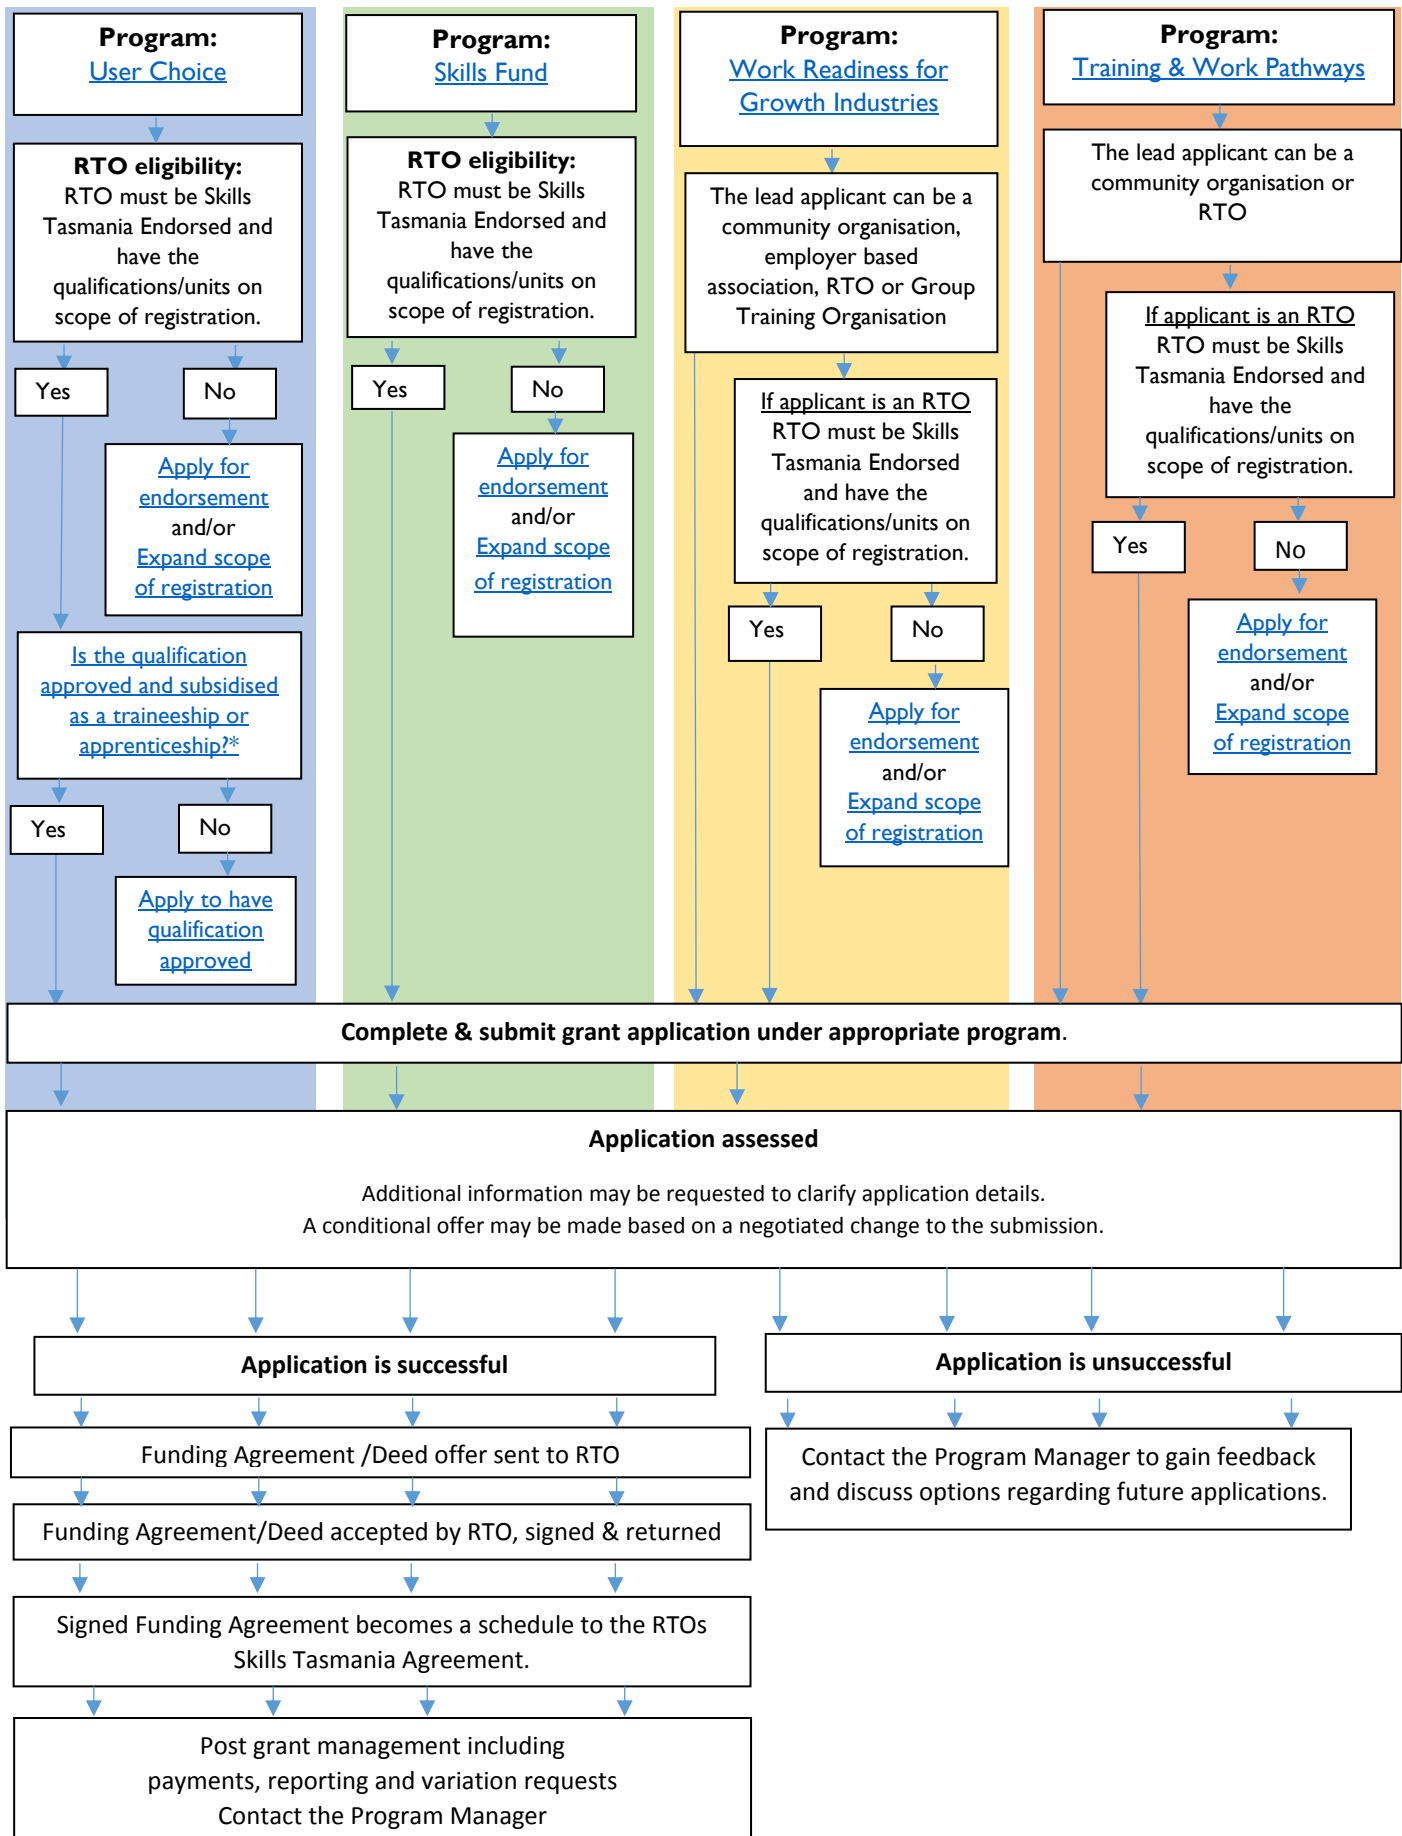 Program:
User Choice
RTO eligibility:
RTO must be Skills
Tasmania Endorsed and
have the
qualifications/units on
scope of registration.
Yes
No
Apply for
endorsement
and/or
Expand scope
of registration
Is the qualification
approved and subsidised
as a traineeship or
apprenticeship?*
Yes
No
Apply to have
qualification
approved
Program:
Skills Fund
RTO eligibility:
RTO must be Skills
Tasmania Endorsed and
have the
qualifications/units on
scope of registration.
Yes
No
Apply for
endorsement
and/or
Expand scope
of registration
Program:
Work Readiness for
Growth Industries
The lead applicant can be a
community organisation,
employer based
association, RTO or Group
Training Organisation
If applicant is an RTO
RTO must be Skills
Tasmania Endorsed
and have the
qualifications/units on
scope of registration.
Yes
No
Apply for
endorsement
and/or
Expand scope
of registration
Program:
Training & Work Pathways
The lead applicant can be a
community organisation or
RTO
If applicant is an RTO
RTO must be Skills
Tasmania Endorsed and
have the
qualifications/units on
scope of registration.
Yes
No
Apply for
endorsement
and/or
Expand scope
of registration
Complete & submit grant application under appropriate program.
Application assessed
Additional information may be requested to clarify application details.
A conditional offer may be made based on a negotiated change to the submission.
Application is successful
Funding Agreement /Deed offer sent to RTO
Funding Agreement/Deed accepted by RTO, signed & returned
Signed Funding Agreement becomes a schedule to the RTOs
Skills Tasmania Agreement.
Post grant management including
payments, reporting and variation requests
Contact the Program Manager
Application is unsuccessful
Contact the Program Manager to gain feedback
and discuss options regarding future applications.